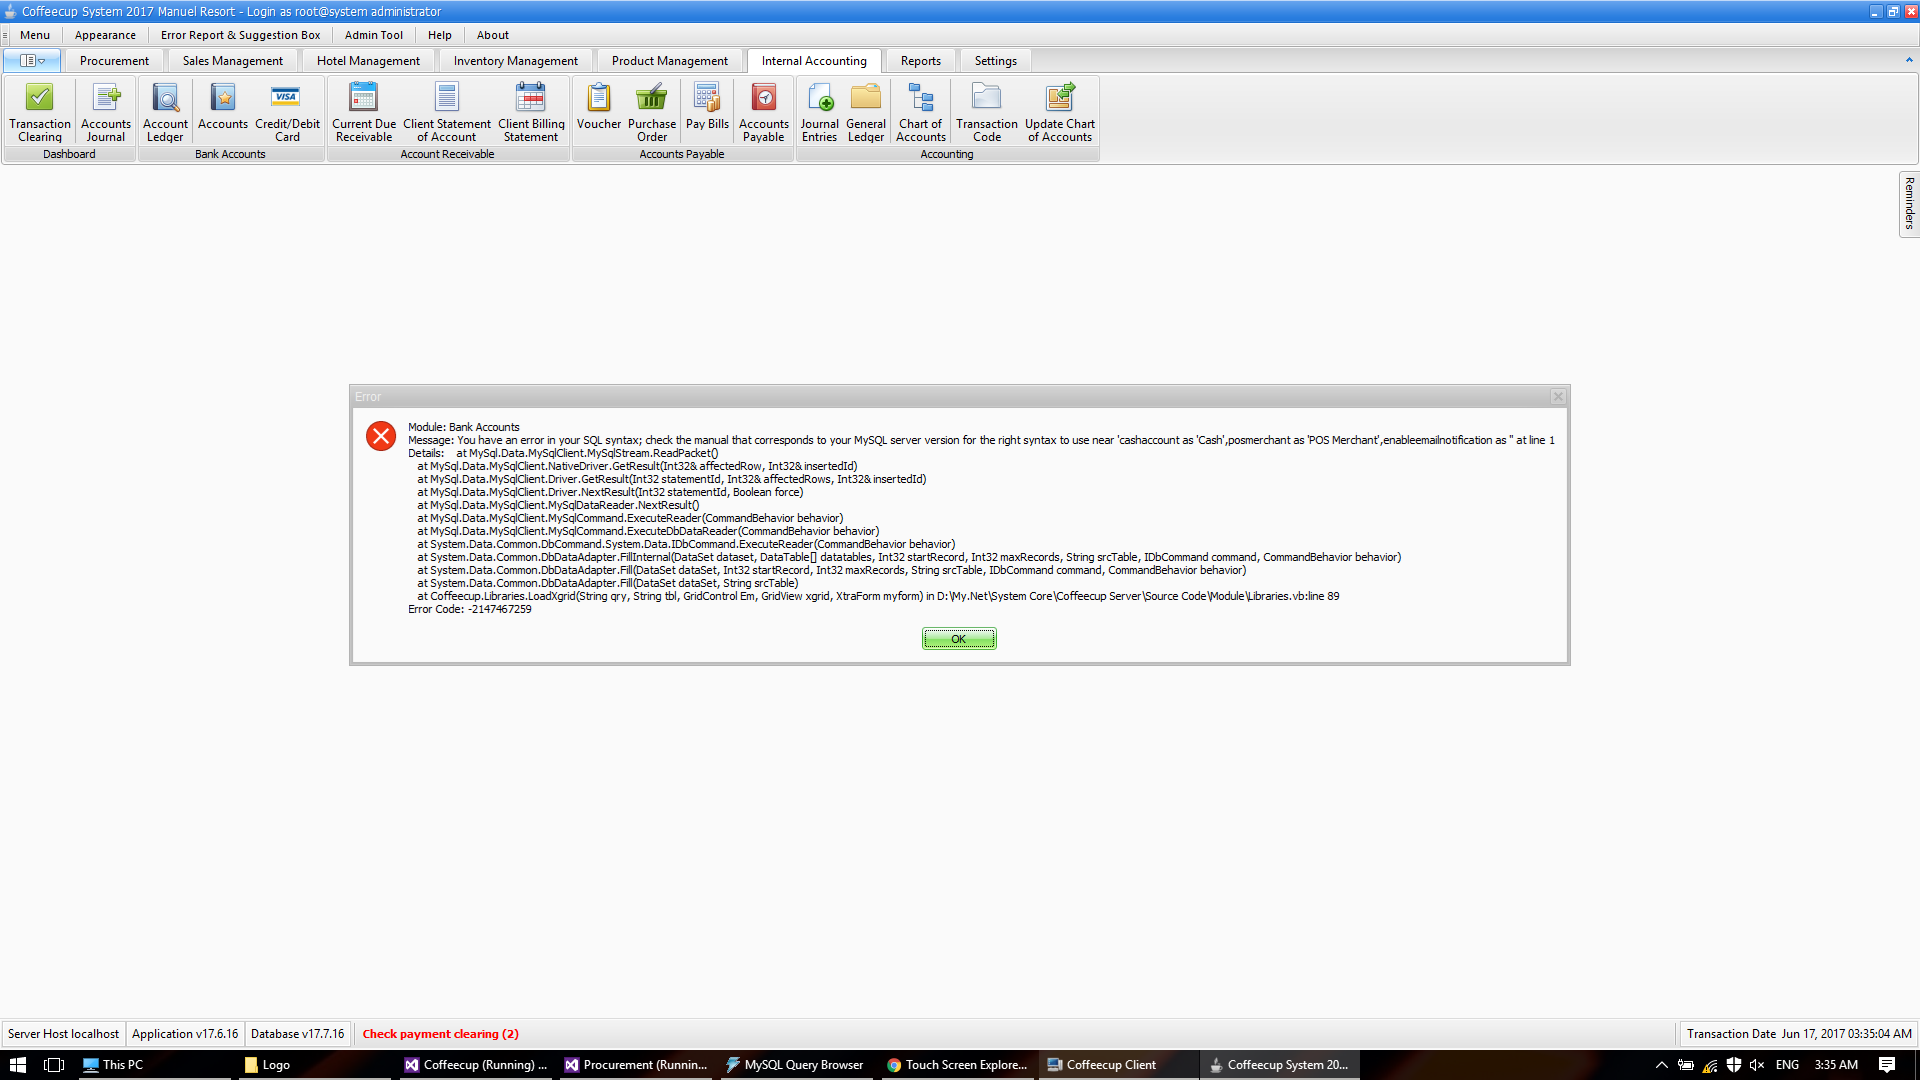 Coffeecup System 2017 Manuel Resort - Login as root@system administrator
Menu Appearance Error Report & Suggestion Box Admin Tool Help About
Procurement Sales Management Hotel Management Inventory Management Product Management Internal Accounting Reports Settings
Transaction Clearing
Accounts Journal
Dashboard
Account Ledger
Accounts
Credit/Debit Card
Bank Accounts
Current Due Receivable
Client Statement of Account
Client Billing Statement
Account Receivable
Voucher
Purchase Order
Pay Bills
Accounts Payable
Accounts Payable
Journal Entries
General Ledger
Chart of Accounts
Transaction Code
Update Chart of Accounts
Accounting
VISA
Reminders
Error
Module: Bank Accounts
Message: You have an error in your SQL syntax; check the manual that corresponds to your MySQL server version for the right syntax to use near 'cashaccount as 'Cash',posmerchant as 'POS Merchant',enableemailnotification as '' at line 1
Details: at MySql.Data.MySqlClient.MySqlStream.ReadPacket()
at MySql.Data.MySqlClient.NativeDriver.GetResult(Int32& affectedRow, Int32& insertedId)
at MySql.Data.MySqlClient.Driver.GetResult(Int32 statementId, Int32& affectedRows, Int32& insertedId)
at MySql.Data.MySqlClient.Driver.NextResult(Int32 statementId, Boolean force)
at MySql.Data.MySqlClient.MySqlDataReader.NextResult()
at MySql.Data.MySqlClient.MySqlCommand.ExecuteReader(CommandBehavior behavior)
at MySql.Data.MySqlClient.MySqlCommand.ExecuteDbDataReader(CommandBehavior behavior)
at System.Data.Common.DbCommand.System.Data.IDbCommand.ExecuteReader(CommandBehavior behavior)
at System.Data.Common.DbDataAdapter.FillInternal(DataSet dataset, DataTable[] datatables, Int32 startRecord, Int32 maxRecords, String srcTable, IDbCommand command, CommandBehavior behavior)
at System.Data.Common.DbDataAdapter.Fill(DataSet dataSet, Int32 startRecord, Int32 maxRecords, String srcTable, IDbCommand command, CommandBehavior behavior)
at System.Data.Common.DbDataAdapter.Fill(DataSet dataSet, String srcTable)
at Coffeecup.Libraries.LoadXgrid(String qry, String tbl, GridControl Em, GridView xgrid, XtraForm myform) in D:\My.Net\System Core\Coffeecup Server\Source Code\Module\Libraries.vb:line 89
Error Code: -2147467259
OK
Server Host localhost Application v17.6.16 Database v17.7.16 Check payment clearing (2) Transaction Date Jun 17, 2017 03:35:04 AM
This PC Logo Coffeecup (Running) ... Procurement (Runnin... MySQL Query Browser Touch Screen Explore... Coffeecup Client Coffeecup System 20... ENG 3:35 AM